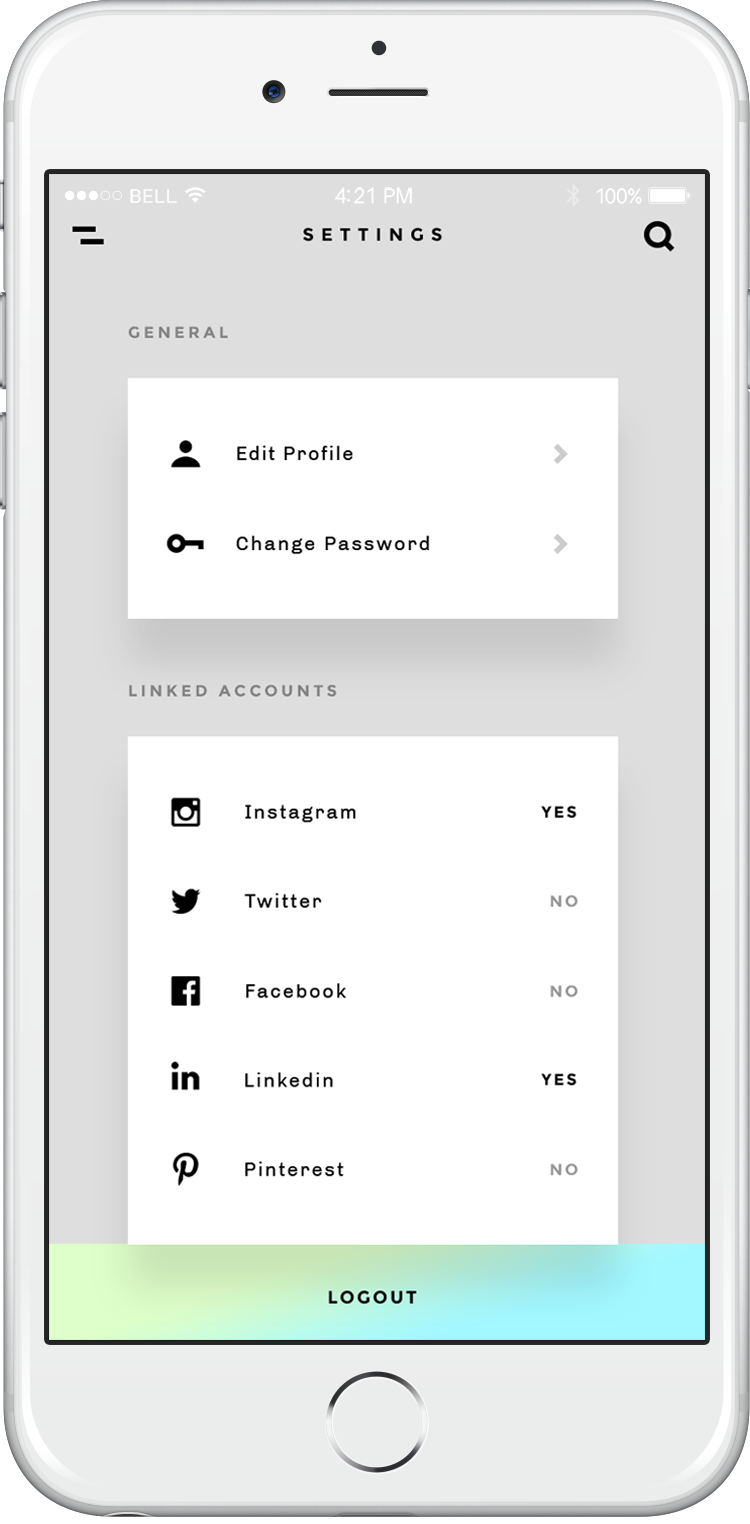 BELL 4:21 PM 100%
SETTINGS
GENERAL
Edit Profile
Change Password
LINKED ACCOUNTS
Instagram YES
Twitter NO
Facebook NO
Linkedin YES
Pinterest NO
LOGOUT